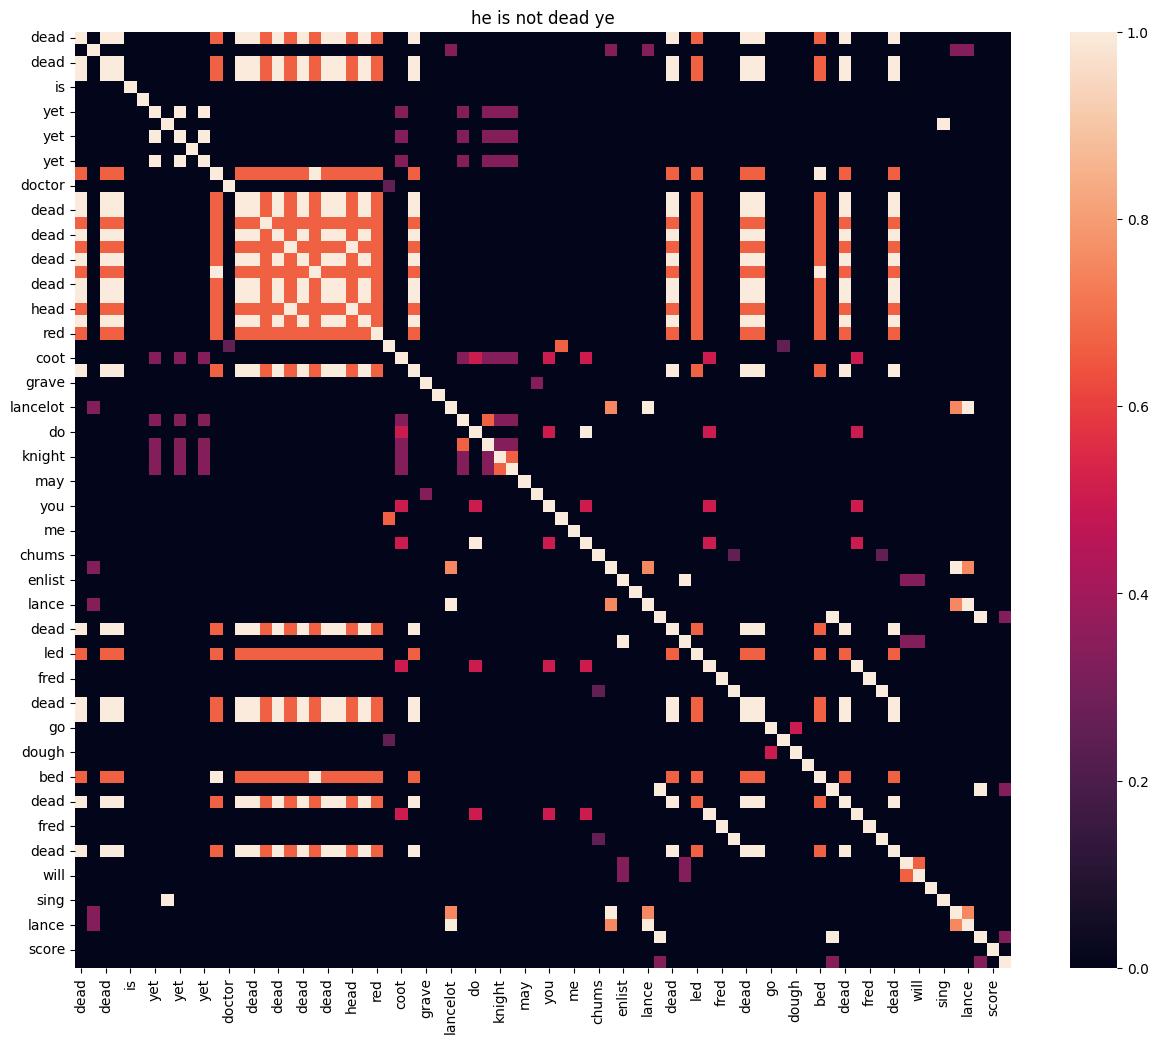 he is not dead ye
dead
dead
is
yet
yet
yet
doctor
dead
dead
dead
dead
head
red
coot
grave
lancelot
do
knight
may
you
me
chums
enlist
lance
dead
led
fred
dead
go
dough
bed
dead
fred
dead
will
sing
lance
score
dead
dead
is
yet
yet
yet
doctor
dead
dead
dead
dead
head
red
coot
grave
lancelot
do
knight
may
you
me
chums
enlist
lance
dead
led
fred
dead
go
dough
bed
dead
fred
dead
will
sing
lance
score
1.0
0.8
0.6
0.4
0.2
0.0